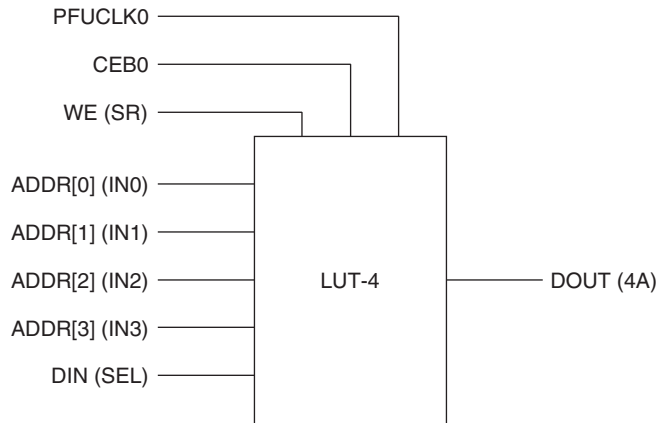 PFUCLK0
CEB0
WE (SR)
ADDR[0] (IN0)
ADDR[1] (IN1)
ADDR[2] (IN2)
LUT-4
DOUT (4A)
ADDR[3] (IN3)
DIN (SEL)